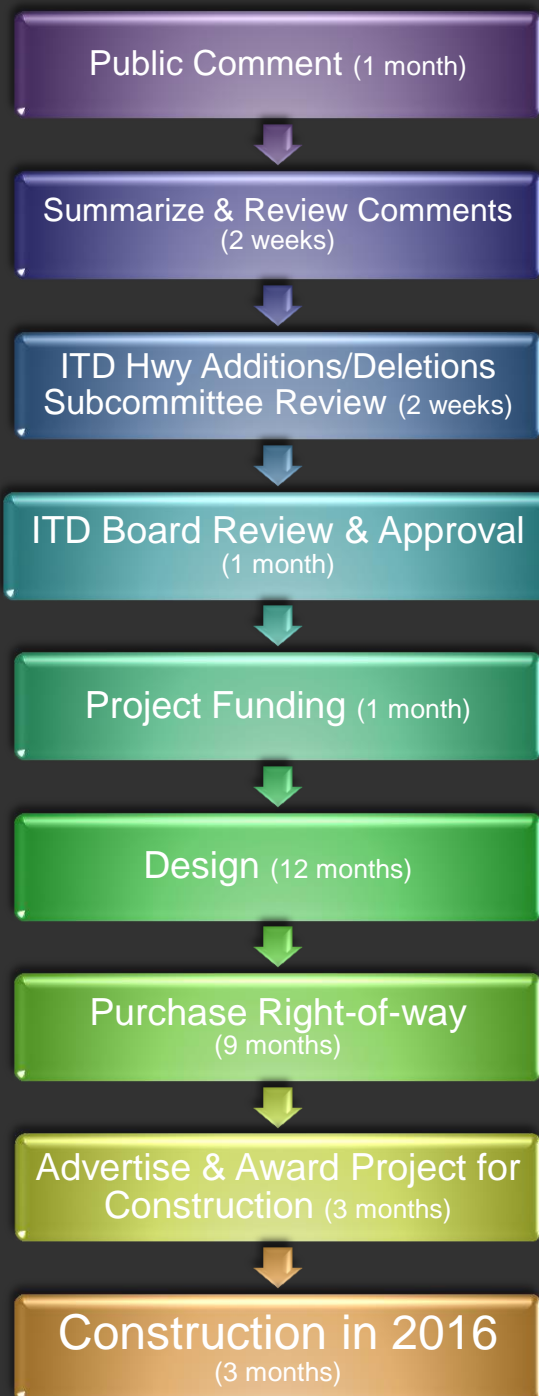 Public Comment (1 month)
Summarize & Review Comments
(2 weeks)
ITD Hwy Additions/Deletions
Subcommittee Review (2 weeks)
ITD Board Review & Approval
(1 month)
Project Funding (1 month)
Design (12 months)
Purchase Right-of-way
(9 months)
Advertise & Award Project for
Construction (3 months)
Construction in 2016
(3 months)